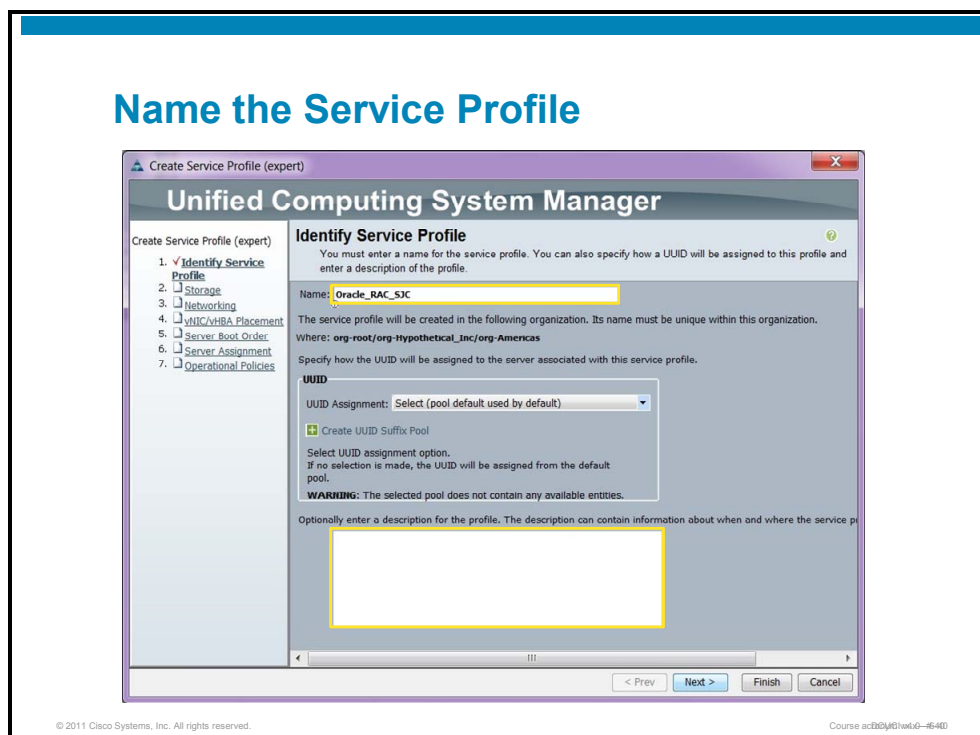 Name the Service Profile
Create Service Profile (expert)
Unified Computing System Manager
Create Service Profile (expert)
1. √Identify Service
Profile
2. Storage
3. Networking
4. vNIC/vHBA Placement
5. Server Boot Order
6. Server Assignment
7. Operational Policies
Identify Service Profile
You must enter a name for the service profile. You can also specify how a UUID will be assigned to this profile and
enter a description of the profile.
Name: Oracle_RAC_SJC
The service profile will be created in the following organization. Its name must be unique within this organization.
Where: org-root/org-Hypothetical_Inc/org-Americas
Specify how the UUID will be assigned to the server associated with this service profile.
UUID
UUID Assignment: Select (pool default used by default)
Create UUID Suffix Pool
Select UUID assignment option.
If no selection is made, the UUID will be assigned from the default
pool.
WARNING: The selected pool does not contain any available entities.
Optionally enter a description for the profile. The description can contain information about when and where the service
< Prev Next > Finish Cancel
© 2011 Cisco Systems, Inc. All rights reserved.
Course